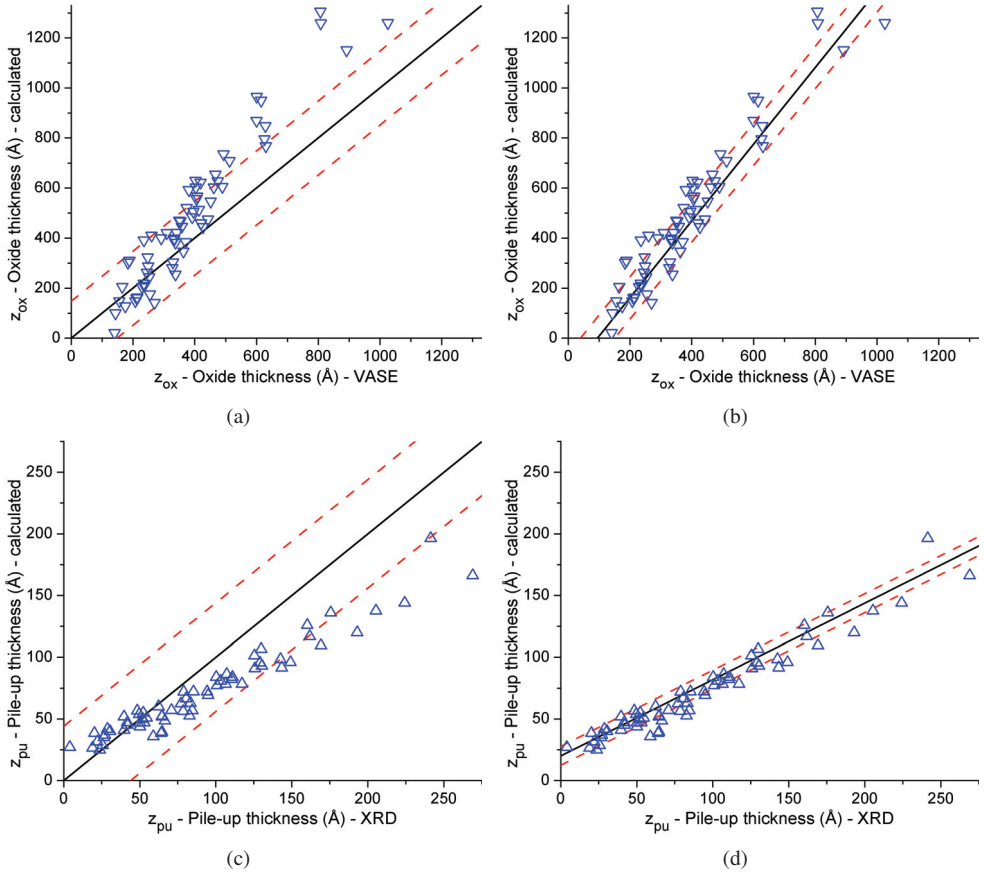 z_ox - Oxide thickness (Å) - calculated
1200
1000
800
600
400
200
0
0 200 400 600 800 1000 1200
z_ox - Oxide thickness (Å) - VASE
(a)
z_ox - Oxide thickness (Å) - calculated
1200
1000
800
600
400
200
0
0 200 400 600 800 1000 1200
z_ox - Oxide thickness (Å) - VASE
(b)
z_pu - Pile-up thickness (Å) - calculated
250
200
150
100
50
0
0 50 100 150 200 250
z_pu - Pile-up thickness (Å) - XRD
(c)
z_pu - Pile-up thickness (Å) - calculated
250
200
150
100
50
0
0 50 100 150 200 250
z_pu - Pile-up thickness (Å) - XRD
(d)